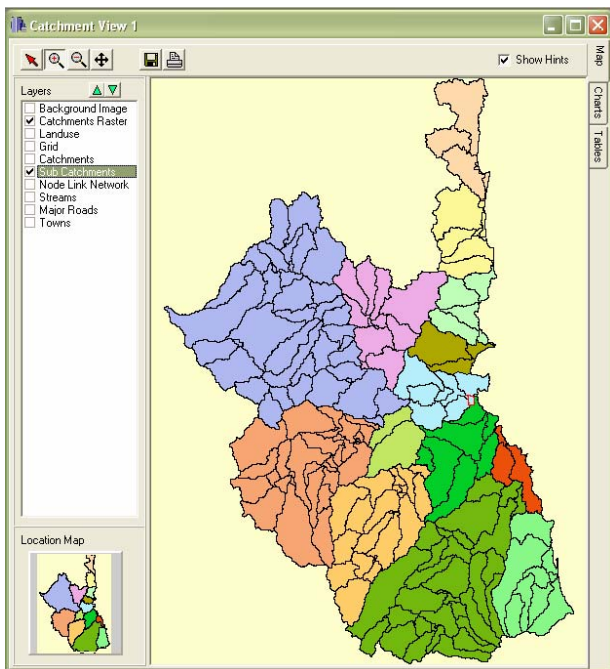 Catchment View 1
Show Hints
Map
Charts
Tables
Layers
Background Image
Catchments Raster
Landuse
Grid
Catchments
Sub Catchments
Node Link Network
Streams
Major Roads
Towns
Location Map